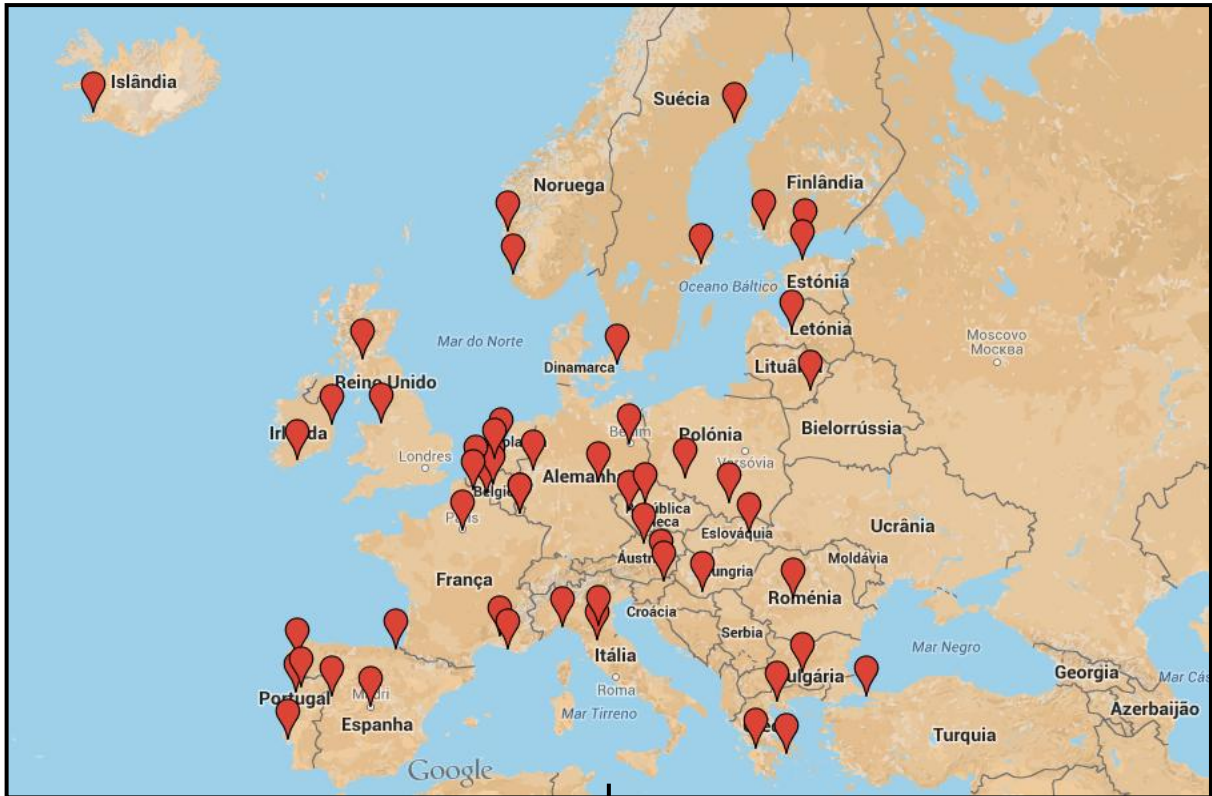 Islândia
Suécia
Noruega
Finlândia
Oceano Báltico
Estónia
Letónia
Moscovo
Москва
Mar do Norte
Dinamarca
Reino Unido
Bielorrússia
Londres
Polónia
Varsóvia
Alemanha
Paris
Ucrânia
Eslováquia
Moldávia
França
Roménia
Croácia
Serbia
Itália
Mar Negro
Roma
Georgia
Portugal
Espanha
Mar Tirreno
Azerbaijão
Turquia
Google